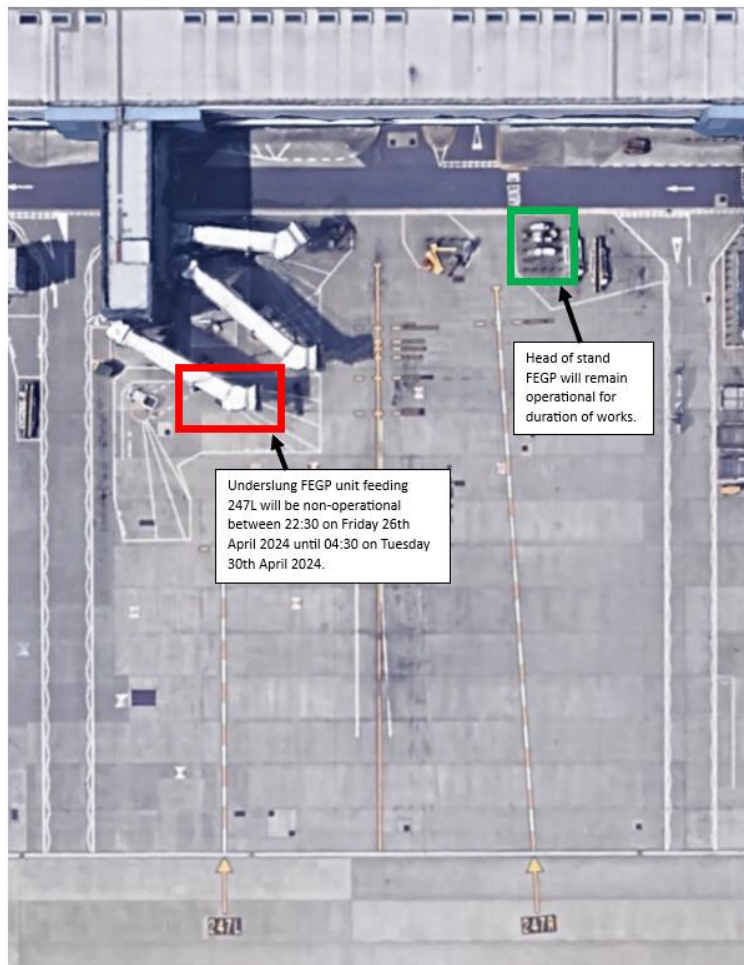 Head of stand
FEGP will remain
operational for
duration of works.
Underslung FEGP unit feeding
247L will be non-operational
between 22:30 on Friday 26th
April 2024 until 04:30 on Tuesday
30th April 2024.
247L
247R